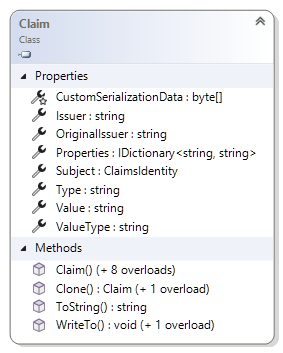 Claim
Class
Properties
CustomSerializationData : byte[]
Issuer : string
OriginalIssuer : string
Properties : IDictionary<string, string>
Subject : ClaimsIdentity
Type : string
Value : string
ValueType : string
Methods
Claim() (+ 8 overloads)
Clone() : Claim (+ 1 overload)
ToString() : string
WriteTo() : void (+ 1 overload)